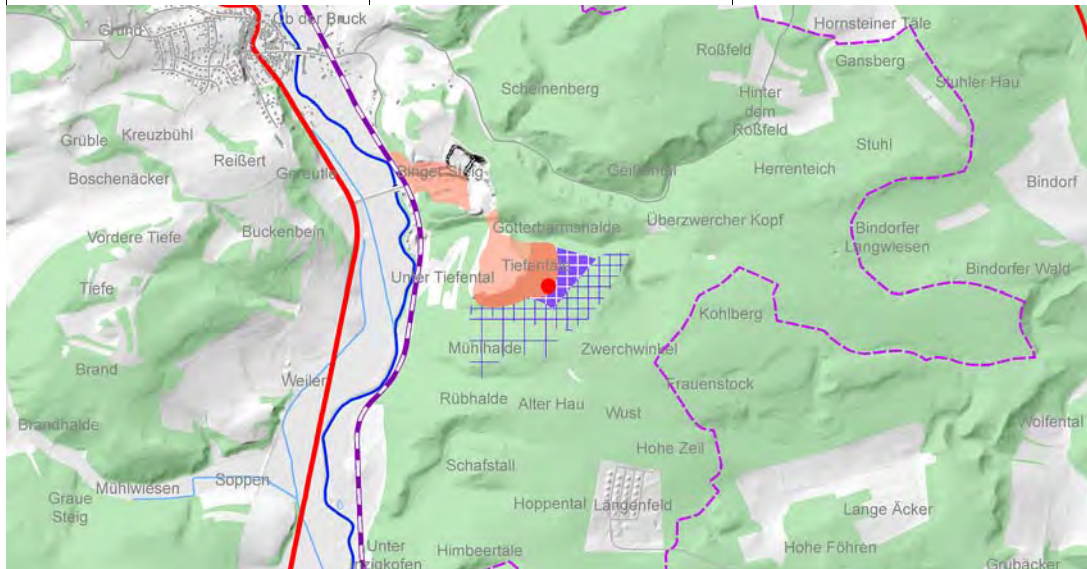 Ob der Bruck
Grund
Hornsteiner Täle
Roßfeld
Gansberg
Stuhler Hau
Scheinenberg
Hinter
dem
Roßfeld
Grüble
Kreuzbühl
Reißert
Gereutle
Binger Steig
Stuhl
Herrenteich
Boschenäcker
Bindorf
Überzwercher Kopf
Götterbarmshalde
Vordere Tiefe
Buckenbein
Bindorfer
Langwiesen
Unter Tiefental
Tiefental
Bindorfer Wald
Tiefe
Kohlberg
Mühlhalde
Zwerchwinkel
Brand
Weiler
Frauenstock
Rübhalde
Alter Hau
Wust
Brandhalde
Wolfental
Hohe Zeil
Schafstall
Soppen
Mühlwiesen
Graue
Steig
Hoppental
Langenfeld
Lange Äcker
Unter
Himbeertäle
Hohe Föhren
Grubäcker